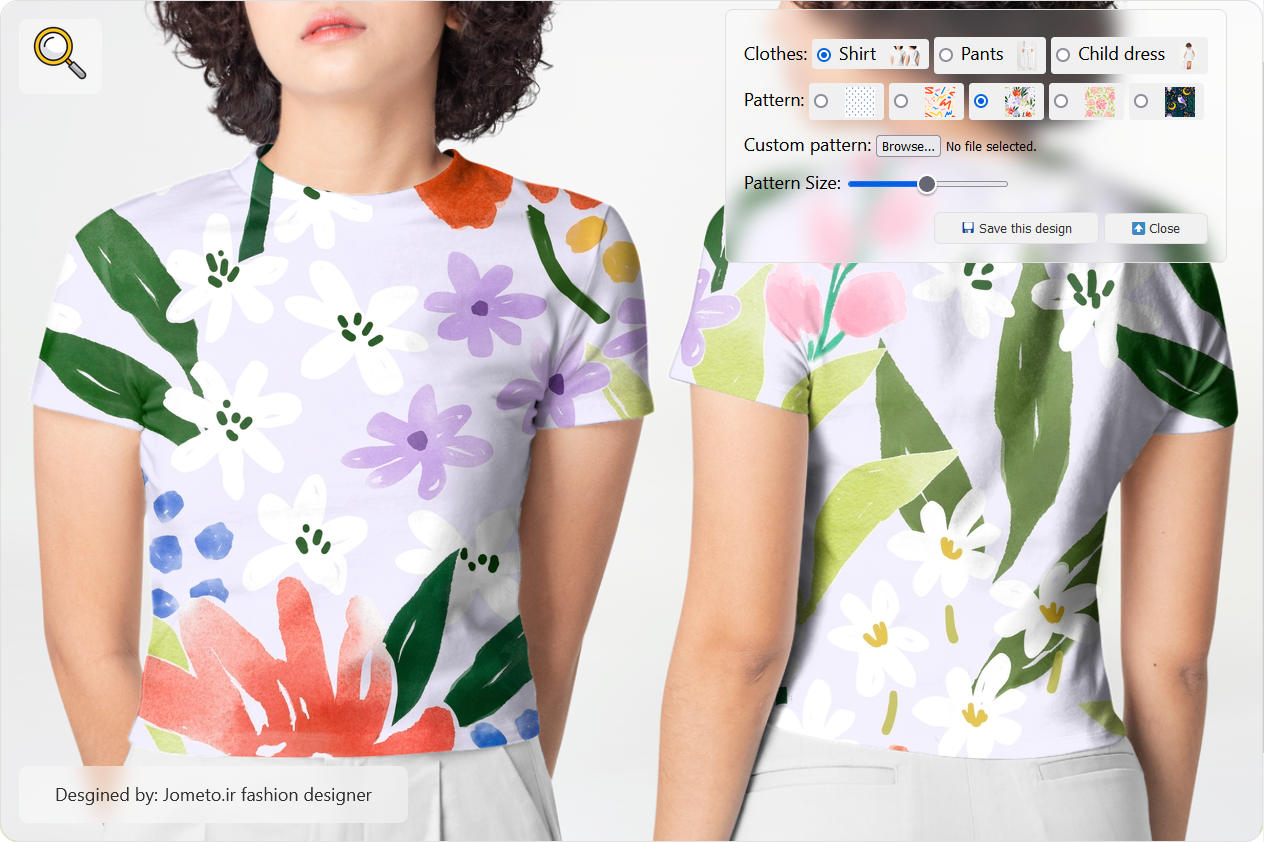 Clothes: Shirt Pants Child dress
Pattern:
Custom pattern: Browse... No file selected.
Pattern Size:
Save this design Close
Desgined by: Jometo.ir fashion designer